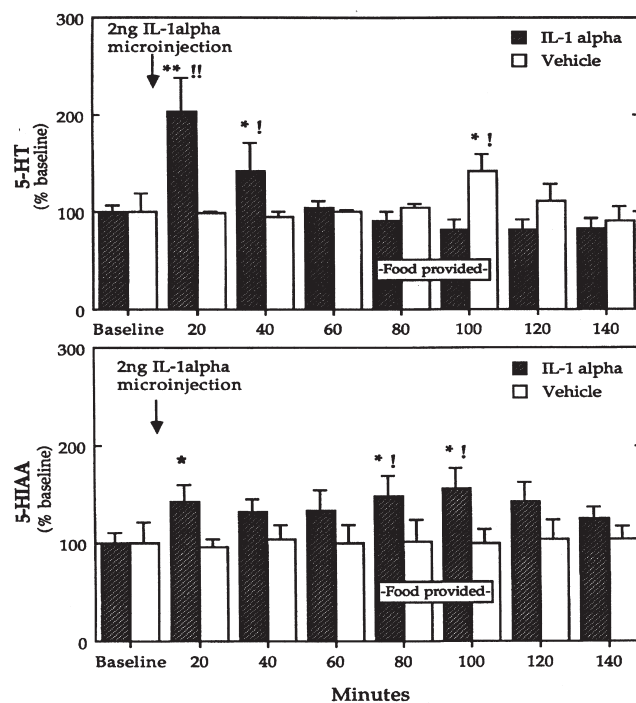 300
2ng IL-1alpha
microinjection
** !!
IL-1 alpha
Vehicle
200
* !
* !
5-HT
(% baseline)
100
-Food provided-
0
Baseline 20 40 60 80 100 120 140
300
2ng IL-1alpha
microinjection
IL-1 alpha
Vehicle
200
*
* !
* !
5-HIAA
(% baseline)
100
-Food provided-
0
Baseline 20 40 60 80 100 120 140
Minutes